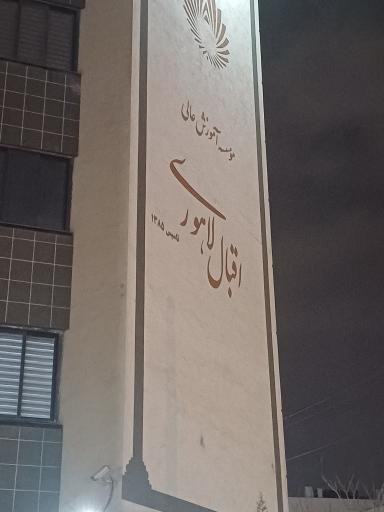 موسسه آموزش عالی
اقبال لاهوری
تاسیس ۱۳۸۵